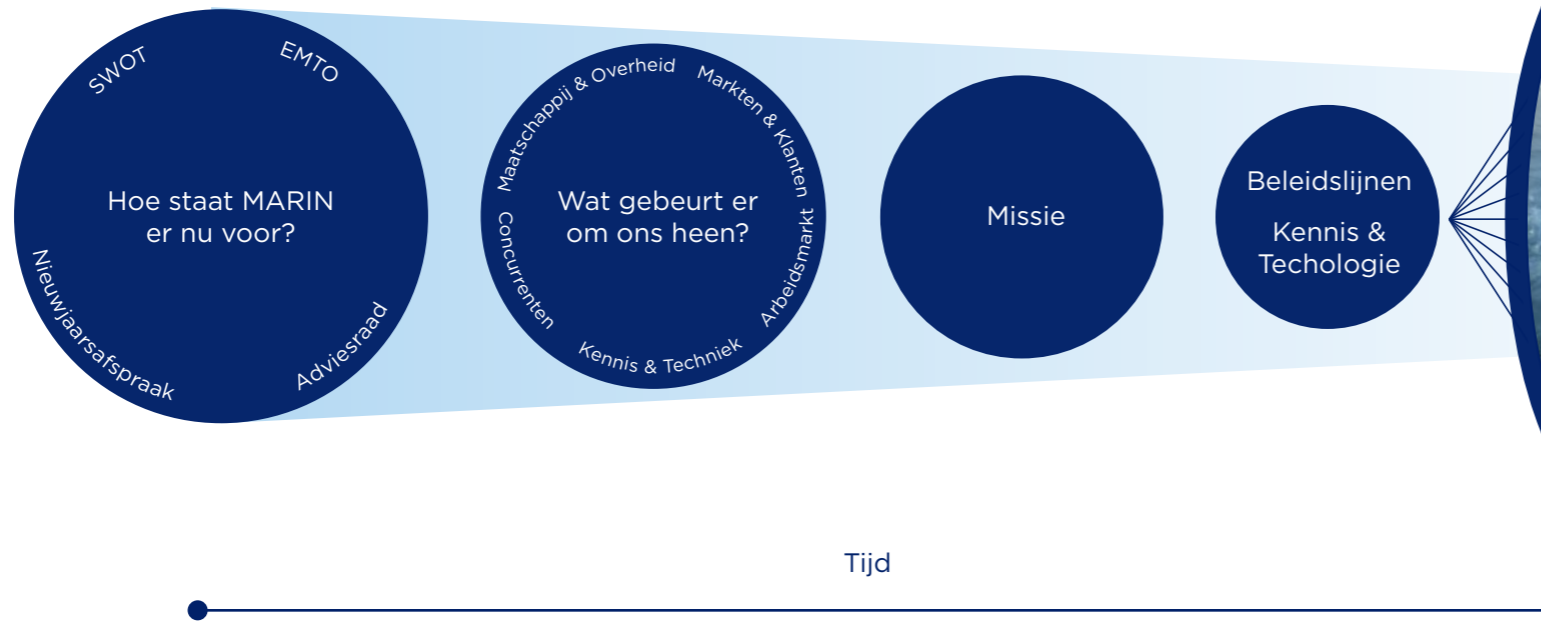 SWOT
EMTO
Hoe staat MARIN
er nu voor?
Nieuwjaarsafspraak
Adviesraad
Maatschappij & Overheid
Markten & Klanten
Wat gebeurt er
om ons heen?
Concurrenten
Arbeidsmarkt
Kennis & Techniek
Missie
Beleidslijnen
Kennis &
Techologie
Tijd